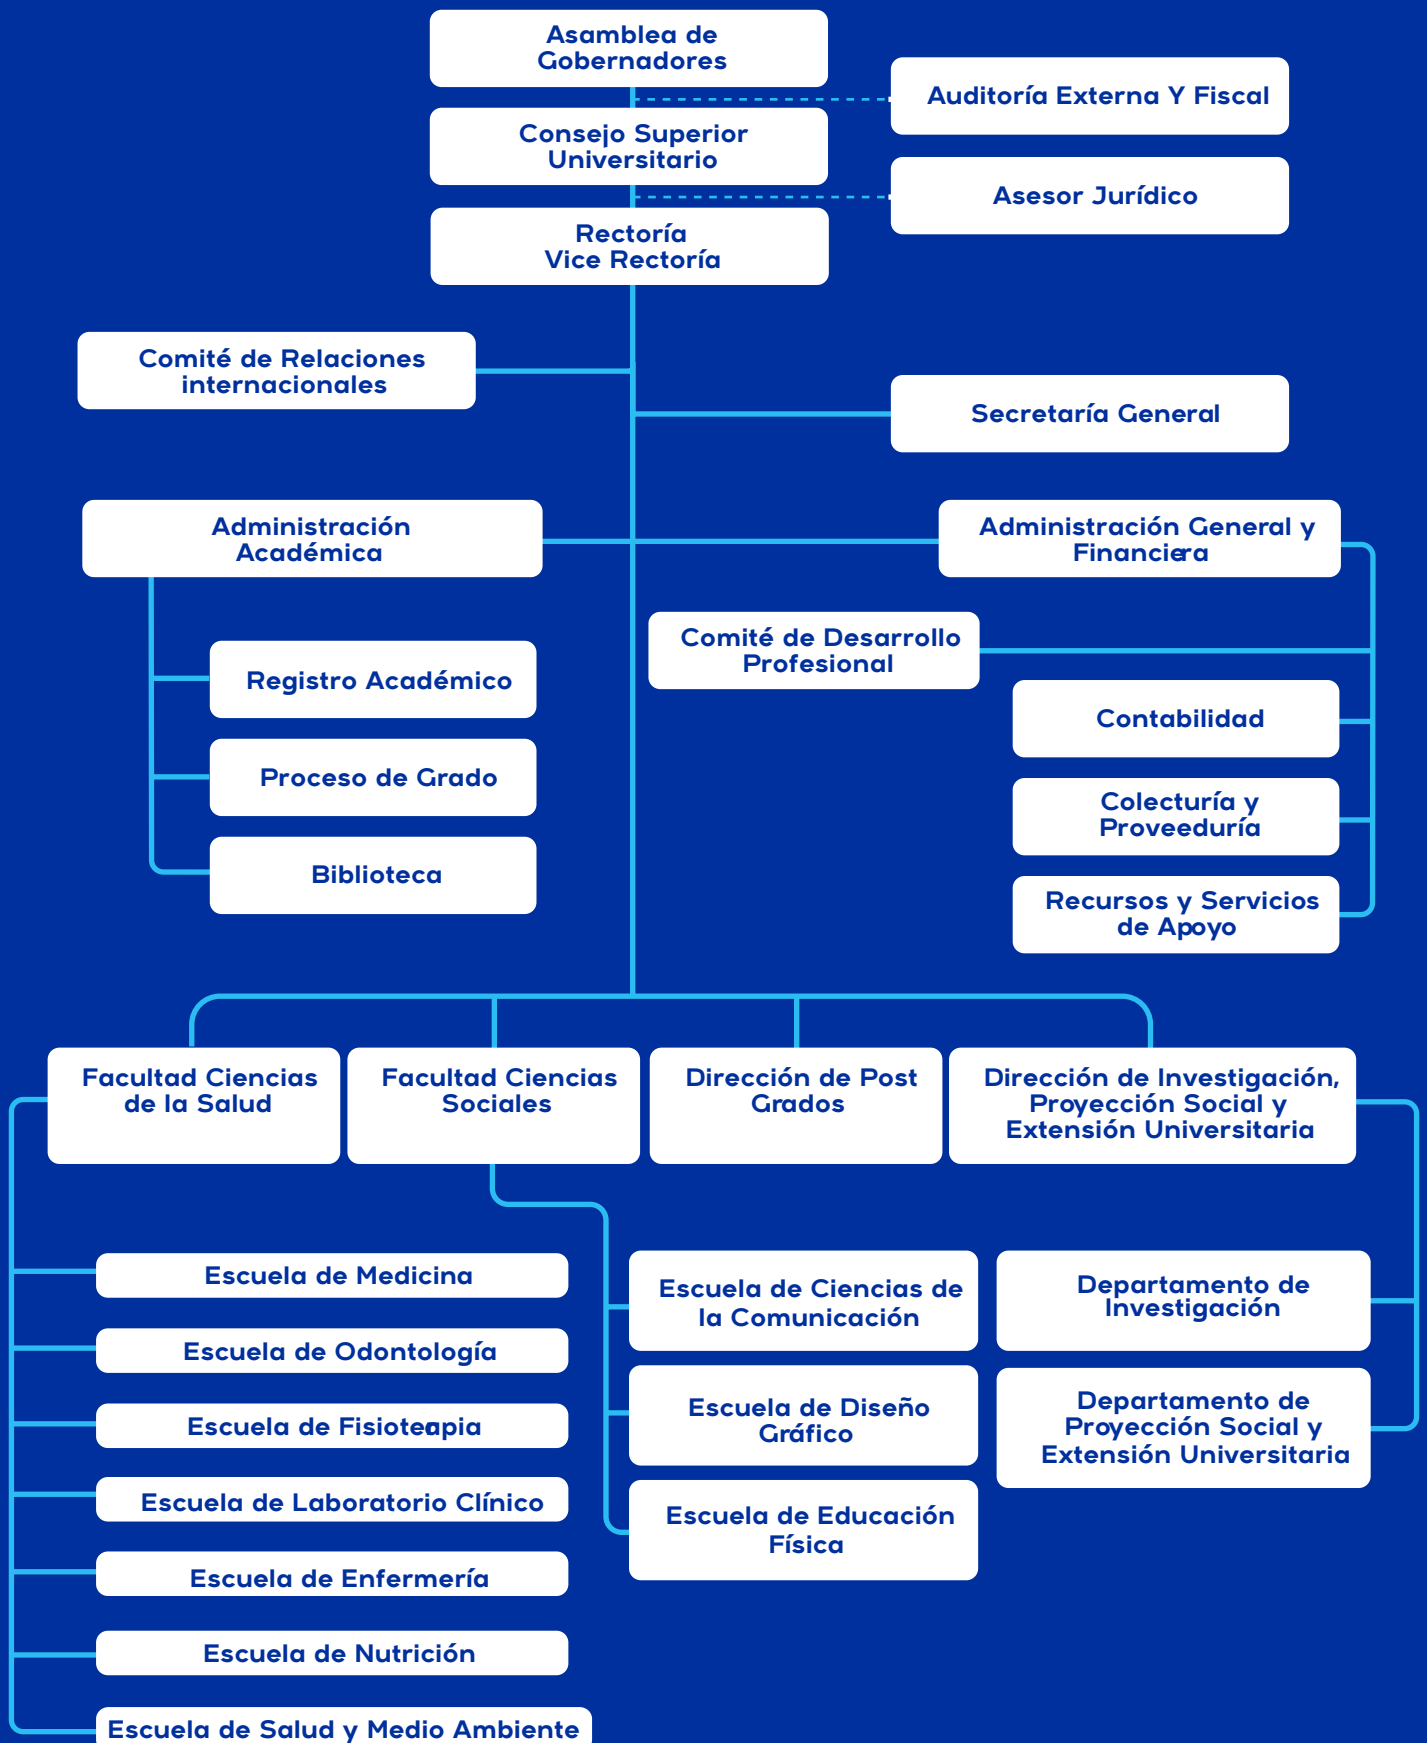 Asamblea de
Gobernadores
Auditoría Externa Y Fiscal
Consejo Superior
Universitario
Asesor Jurídico
Rectoría
Vice Rectoría
Comité de Relaciones
internacionales
Secretaría General
Administración
Académica
Administración General y
Financiera
Comité de Desarrollo
Profesional
Registro Académico
Proceso de Grado
Biblioteca
Contabilidad
Colecturía y
Proveeduría
Recursos y Servicios
de Apoyo
Facultad Ciencias
de la Salud
Facultad Ciencias
Sociales
Dirección de Post
Grados
Dirección de Investigación,
Proyección Social y
Extensión Universitaria
Escuela de Medicina
Escuela de Odontología
Escuela de Fisioterapia
Escuela de Laboratorio Clínico
Escuela de Enfermería
Escuela de Nutrición
Escuela de Salud y Medio Ambiente
Escuela de Ciencias de
la Comunicación
Escuela de Diseño
Gráfico
Escuela de Educación
Física
Departamento de
Investigación
Departamento de
Proyección Social y
Extensión Universitaria